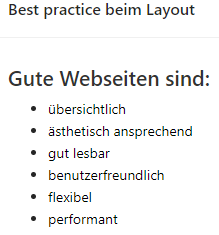 Best practice beim Layout
Gute Webseiten sind:
• übersichtlich
• ästhetisch ansprechend
• gut lesbar
• benutzerfreundlich
• flexibel
• performant